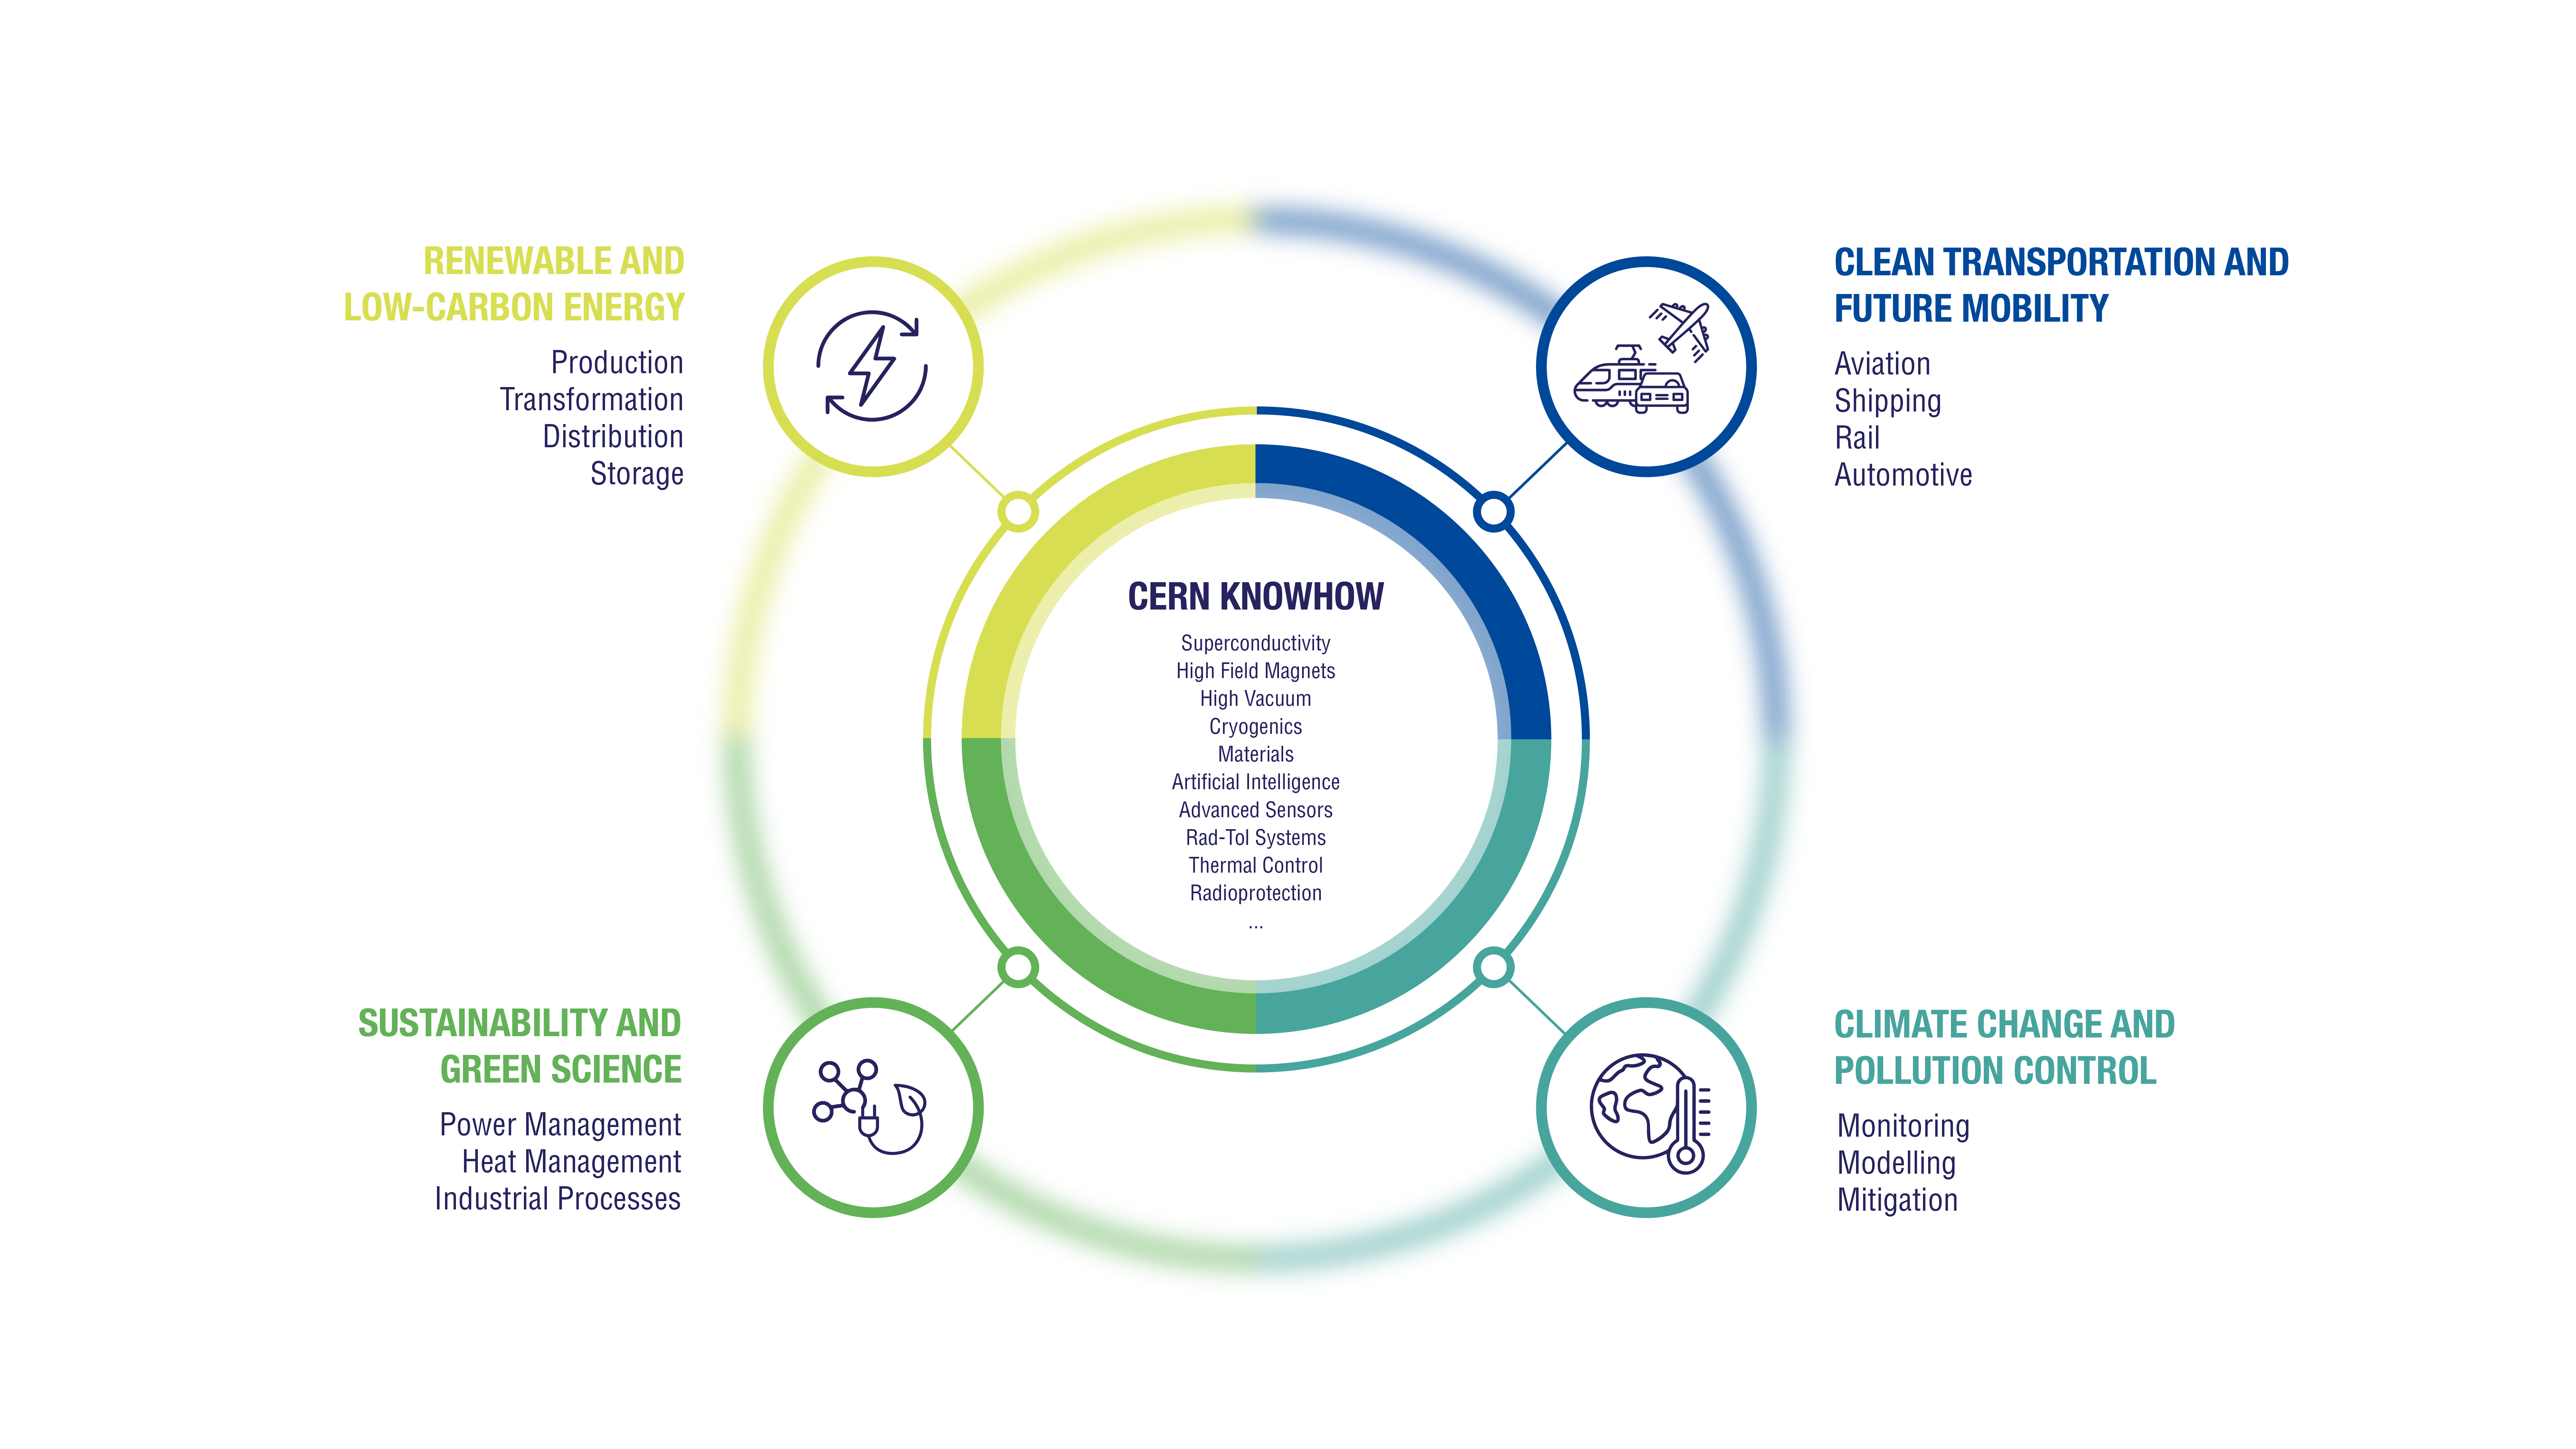 RENEWABLE AND
LOW-CARBON ENERGY
Production
Transformation
Distribution
Storage
CLEAN TRANSPORTATION AND
FUTURE MOBILITY
Aviation
Shipping
Rail
Automotive
CERN KNOWHOW
Superconductivity
High Field Magnets
High Vacuum
Cryogenics
Materials
Artificial Intelligence
Advanced Sensors
Rad-Tol Systems
Thermal Control
Radioprotection
...
SUSTAINABILITY AND
GREEN SCIENCE
Power Management
Heat Management
Industrial Processes
CLIMATE CHANGE AND
POLLUTION CONTROL
Monitoring
Modelling
Mitigation